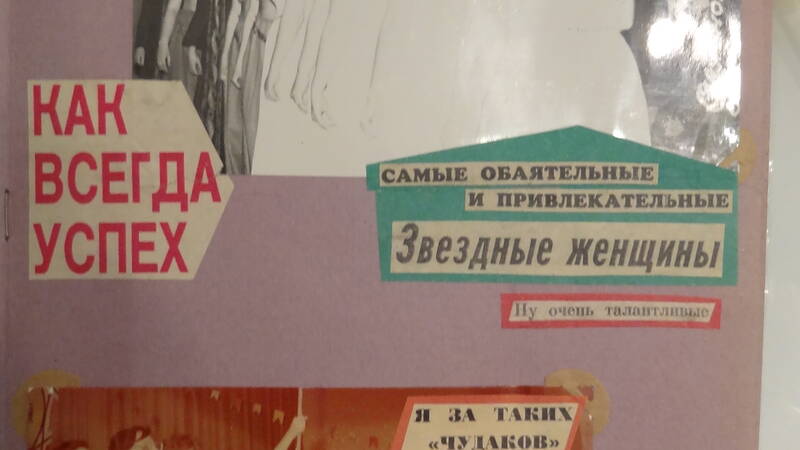 КАК
ВСЕГДА
УСПЕХ
САМЫЕ ОБАЯТЕЛЬНЫЕ
И ПРИВЛЕКАТЕЛЬНЫЕ
Звездные женщины
Ну очень талантливые
Я ЗА ТАКИХ
«ЧУДАКОВ»